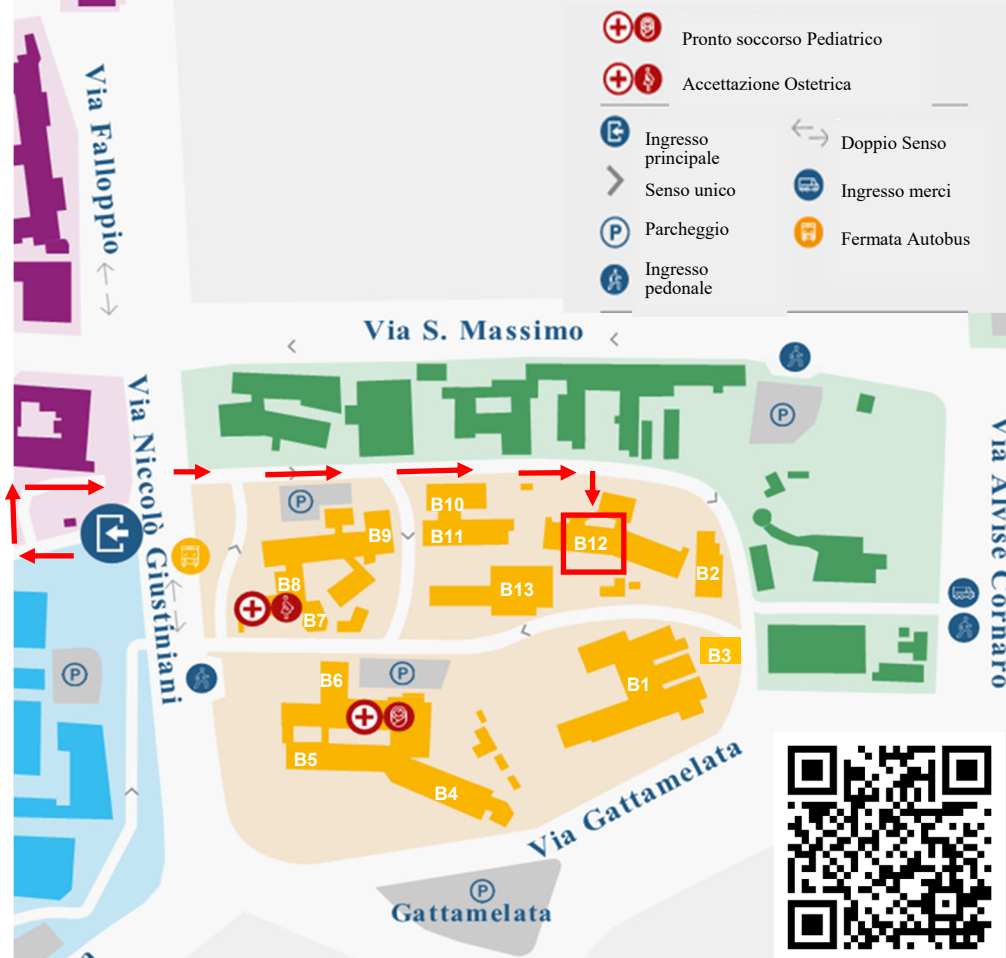 Pronto soccorso Pediatrico
Accettazione Ostetrica
Ingresso
principale
Doppio Senso
Senso unico
Ingresso merci
P
Parcheggio
Fermata Autobus
Ingresso
pedonale
Via Falloppio
Via S. Massimo
Via Niccolò Giustiniani
Via Alvise Cornaro
P
P
B10
B9
B11
B12
B2
B8
B13
B7
B3
P
P
B6
B1
B5
B4
Via Gattamelata
P
Gattamelata